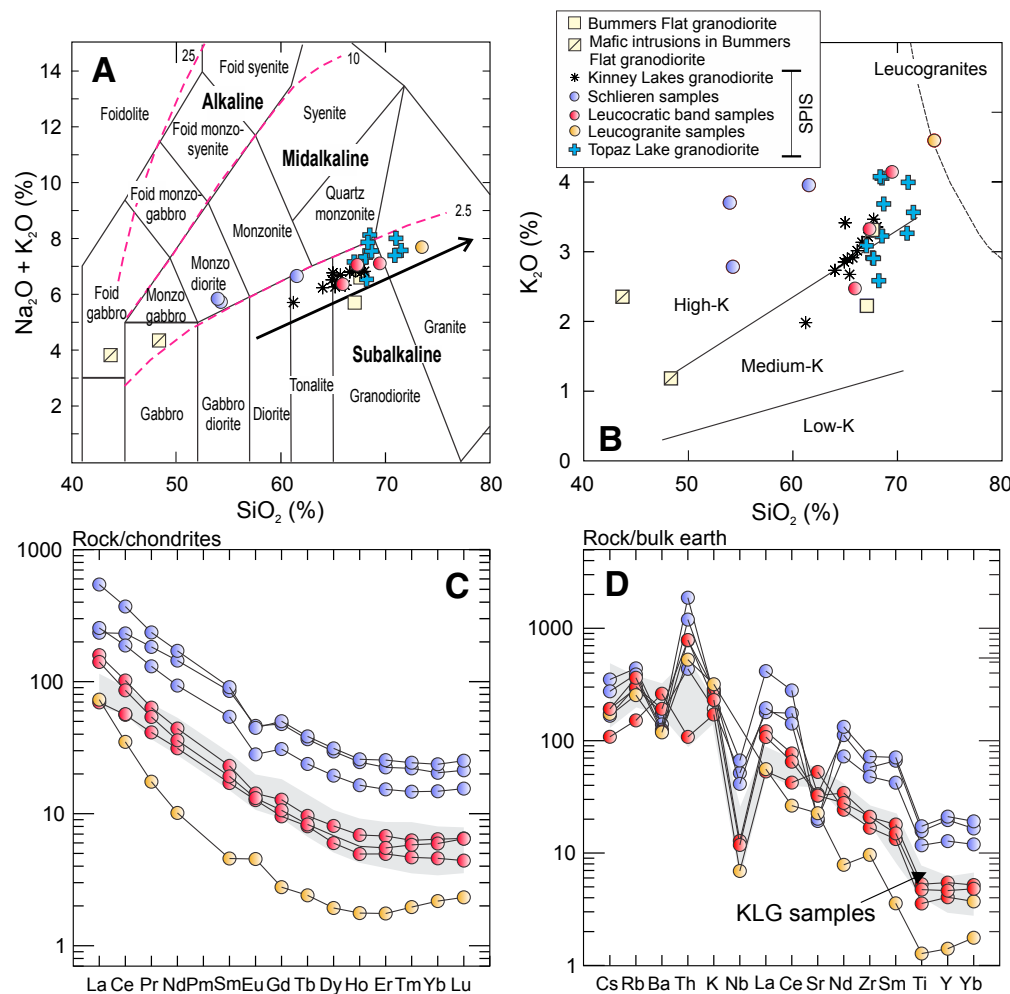 A
25
10
2.5
Foid syenite
Foidolite
Alkaline
Foid monzo-
syenite
Syenite
Midalkaline
Foid monzo-
gabbro
Quartz
monzonite
Monzonite
Monzo
diorite
Foid
gabbro
Monzo
gabbro
Granite
Subalkaline
Gabbro
Gabbro
diorite
Diorite
Tonalite
Granodiorite
14
12
10
8
6
4
2
Na2O + K2O (%)
40
50
60
70
80
SiO2 (%)
Bummers Flat granodiorite
Mafic intrusions in Bummers
Flat granodiorite
Kinney Lakes granodiorite
Schlieren samples
Leucocratic band samples
Leucogranite samples
Topaz Lake granodiorite
SPIS
Leucogranites
High-K
Medium-K
Low-K
B
4
3
2
1
0
K2O (%)
40
50
60
70
80
SiO2 (%)
Rock/chondrites
C
1000
100
10
1
La Ce Pr Nd Pm Sm Eu Gd Tb Dy Ho Er Tm Yb Lu
Rock/bulk earth
D
1000
100
10
1
KLG samples
Cs Rb Ba Th K Nb La Ce Sr Nd Zr Sm Ti Y Yb